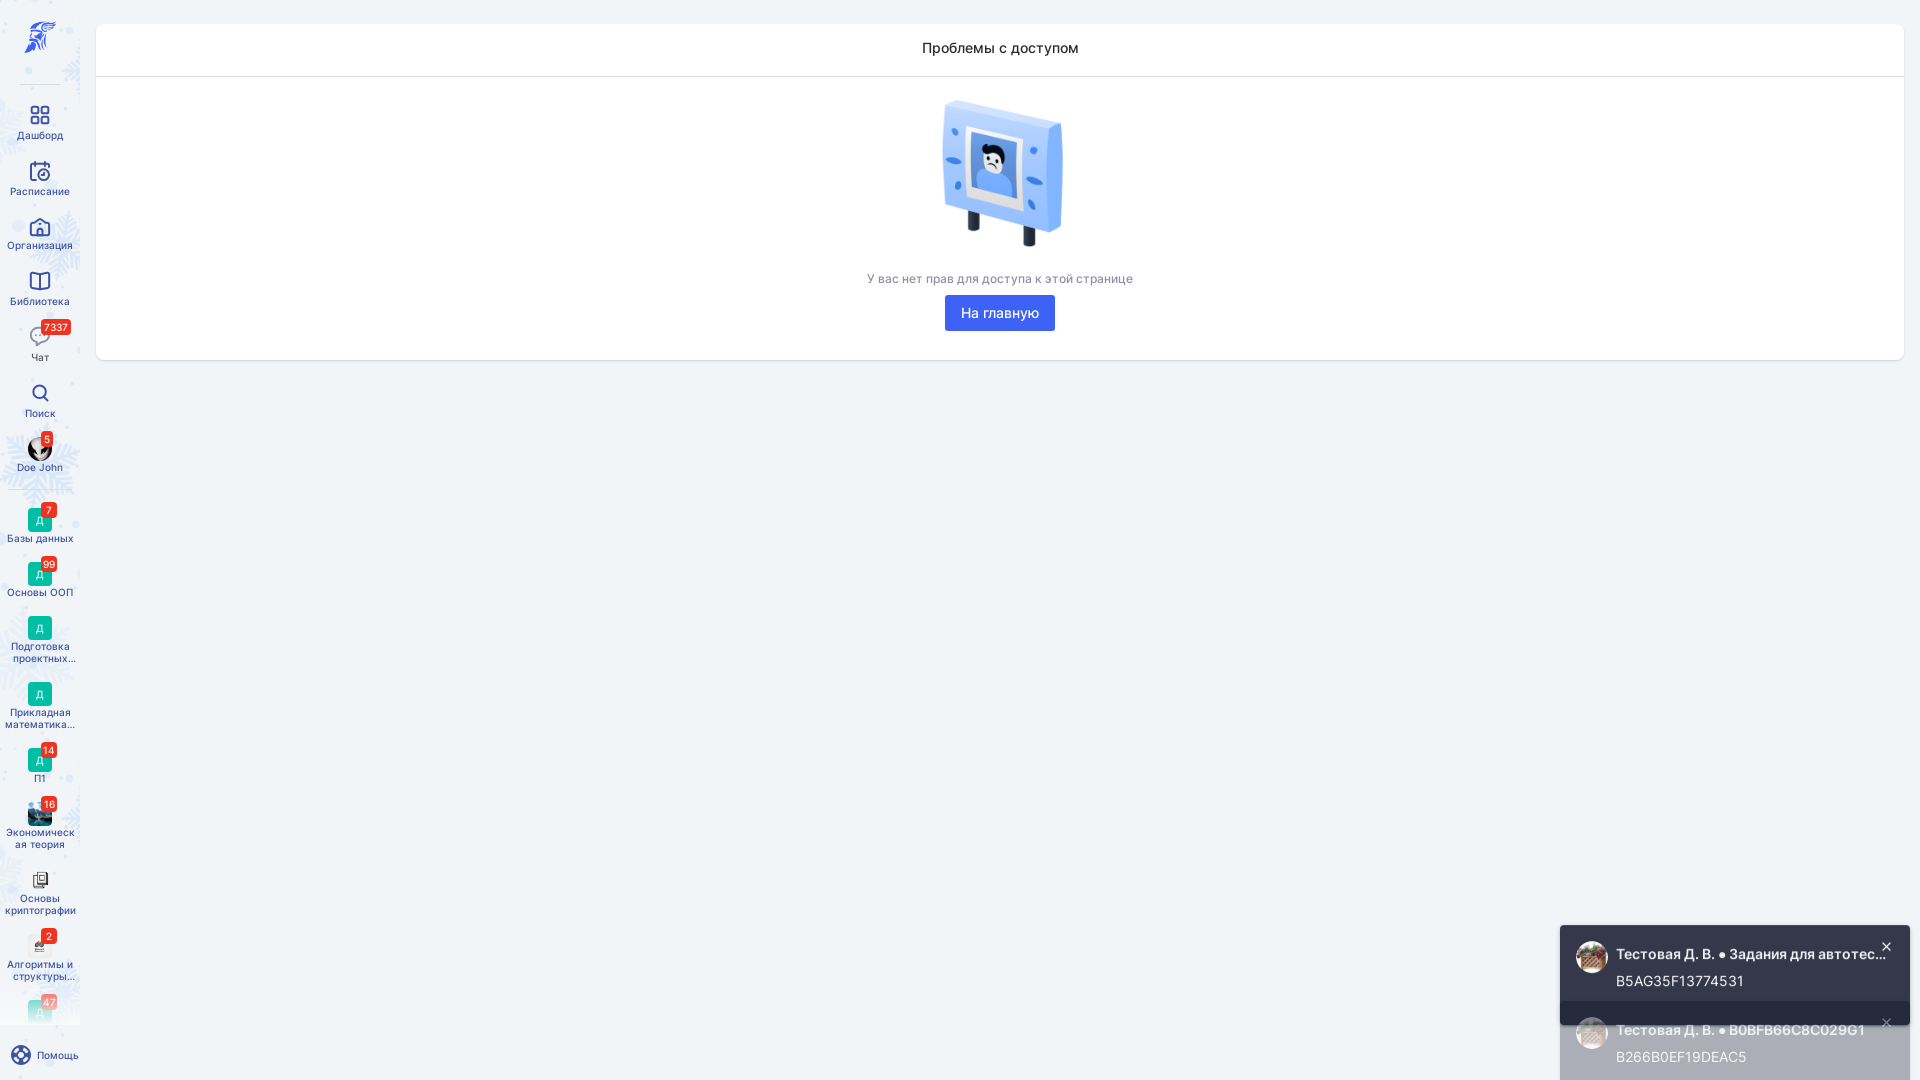 Проблемы с доступом
У вас нет прав для доступа к этой странице
На главную
Дашборд
Расписание
Организация
Библиотека
7337
Чат
Поиск
5
Doe John
7
Д
Базы данных
99
Д
Основы ООП
Д
Подготовка
проектных...
Д
Прикладная
математика...
14
Д
П1
16
Экономическ
ая теория
Основы
криптографии
2
Алгоритмы и
структуры...
47
Д
Помощь
Тестовая Д. В. ● Задания для автотес...
B5AG35F13774531
Тестовая Д. В. ● B0BFB66C8C029G1
B266B0EF19DEAC5